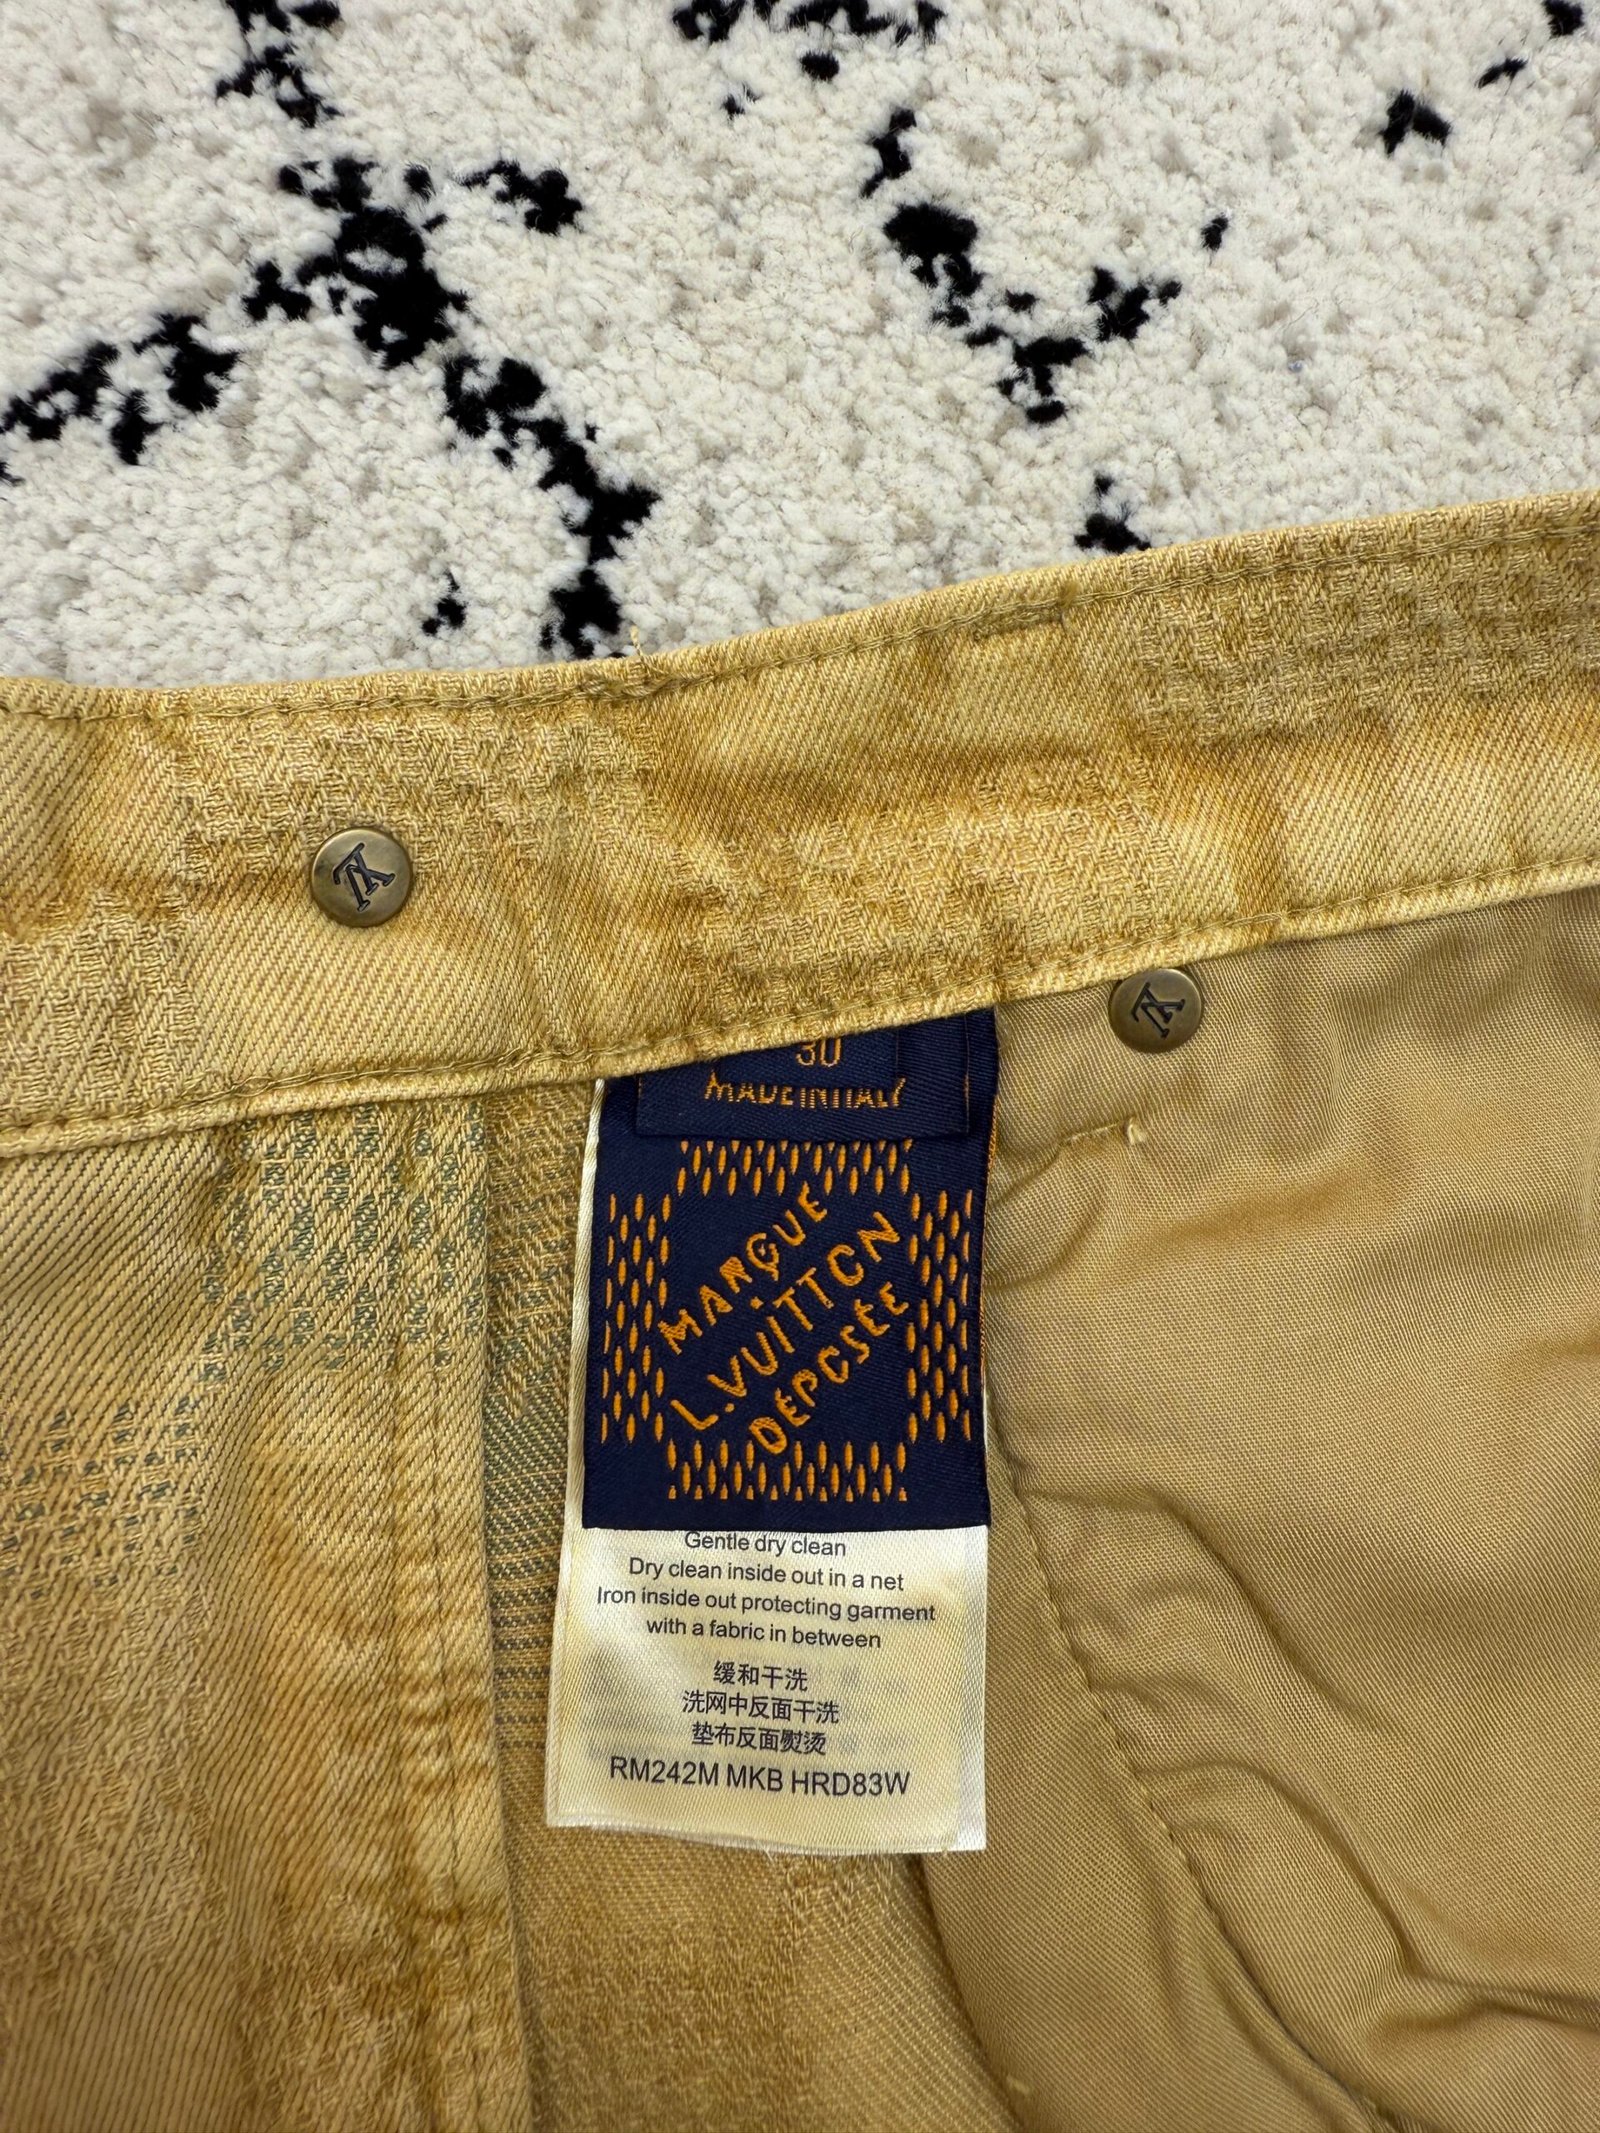 LV
LV
30
MADE IN ITALY
MARQUE
L.VUITTON
DÉPOSÉE
Gentle dry clean
Dry clean inside out in a net
Iron inside out protecting garment
with a fabric in between
缓和干洗
洗网中反面干洗
垫布反面熨烫
RM242M MKB HRD83W